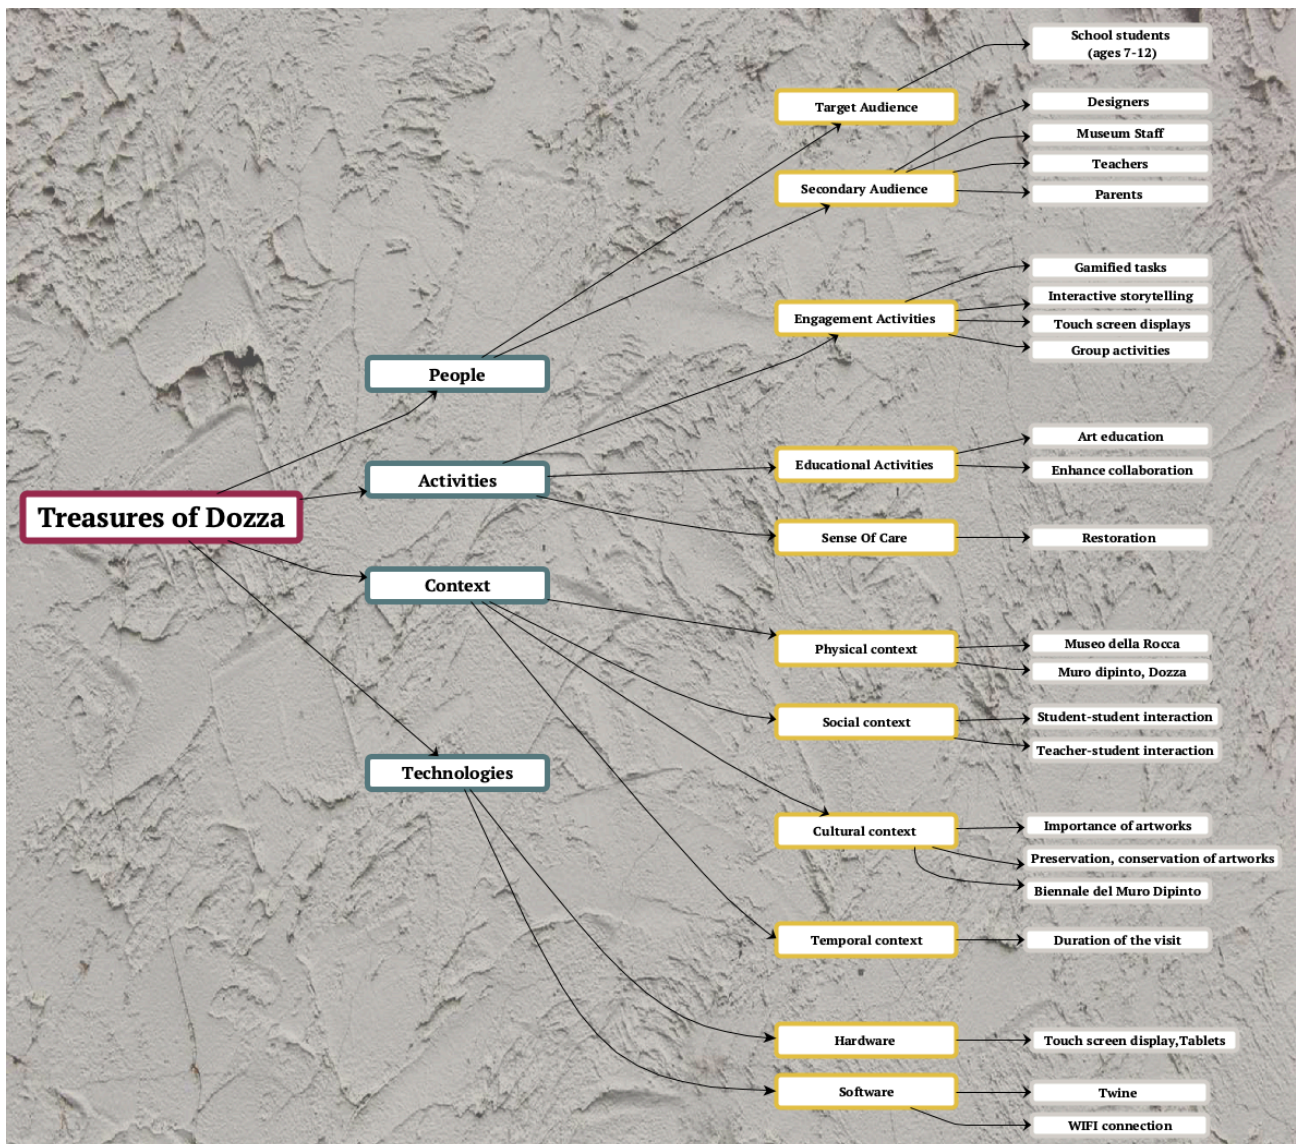 Treasures of Dozza
People
Target Audience
School students
(ages 7-12)
Secondary Audience
Designers
Museum Staff
Teachers
Parents
Activities
Engagement Activities
Gamified tasks
Interactive storytelling
Touch screen displays
Group activities
Educational Activities
Art education
Enhance collaboration
Sense Of Care
Restoration
Context
Physical context
Museo della Rocca
Muro dipinto, Dozza
Social context
Student-student interaction
Teacher-student interaction
Cultural context
Importance of artworks
Preservation, conservation of artworks
Biennale del Muro Dipinto
Temporal context
Duration of the visit
Technologies
Hardware
Touch screen display,Tablets
Software
Twine
WIFI connection